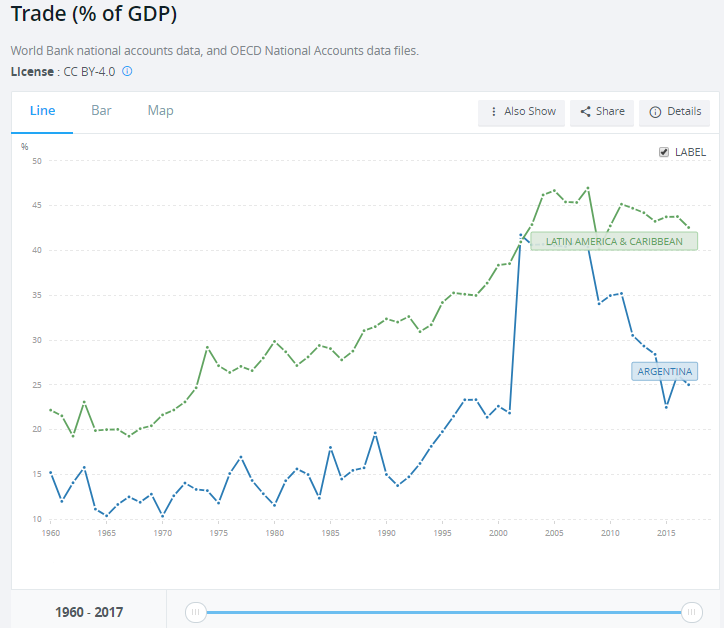 Trade (% of GDP)
World Bank national accounts data, and OECD National Accounts data files.
License : CC BY-4.0
Line Bar Map
Also Show Share Details
%
LABEL
50
45
LATIN AMERICA & CARIBBEAN
40
35
30
ARGENTINA
25
20
15
10
1960 1965 1970 1975 1980 1985 1990 1995 2000 2005 2010 2015
1960 - 2017